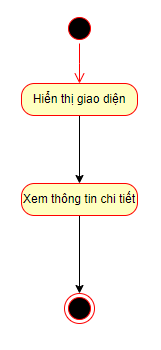 Hiển thị giao diện
Xem thông tin chi tiết